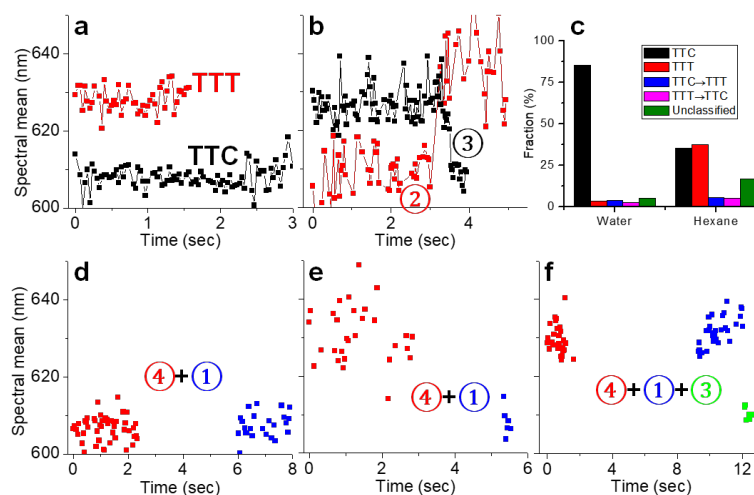 a
TTT
TTC
Spectral mean (nm)
640
620
600
0
1
2
3
Time (sec)
b
3
2
0
2
4
Time (sec)
c
TTC
TTT
TTC→TTT
TTT→TTC
Unclassified
Fraction (%)
100
75
50
25
0
Water
Hexane
d
4+1
Spectral mean (nm)
640
620
600
0
2
4
6
8
Time (sec)
e
4+1
0
2
4
6
Time (sec)
f
4+1+3
0
4
8
12
Time (sec)